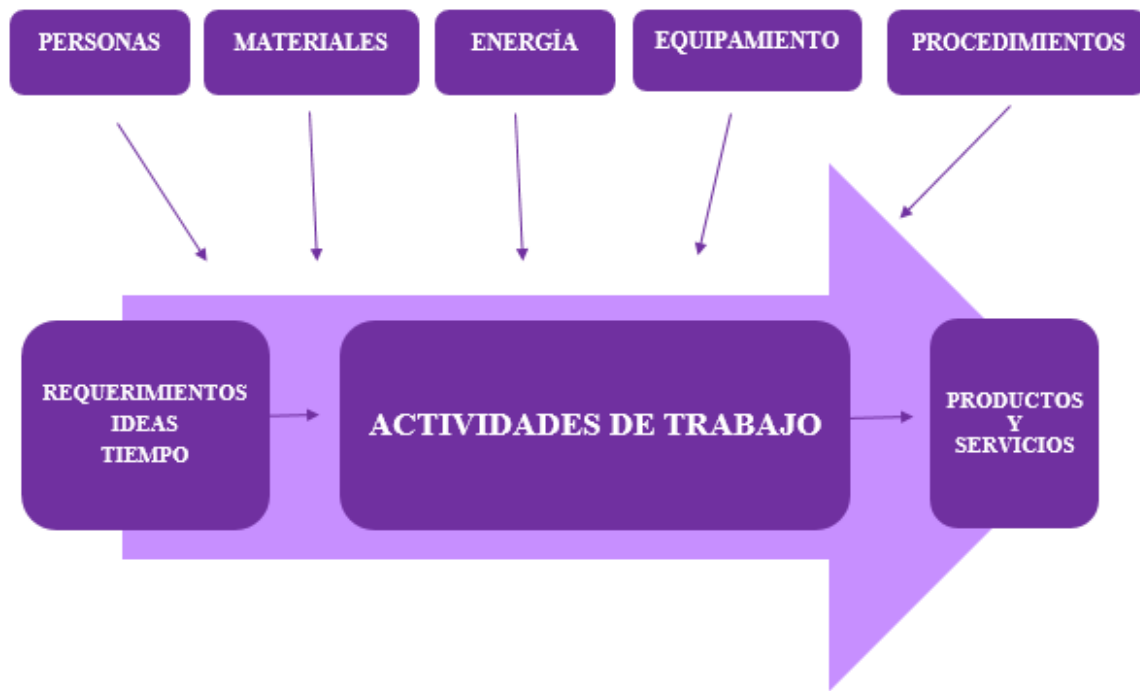 PERSONAS
MATERIALES
ENERGÍA
EQUIPAMIENTO
PROCEDIMIENTOS
REQUERIMIENTOS
IDEAS
TIEMPO
ACTIVIDADES DE TRABAJO
PRODUCTOS
Y
SERVICIOS